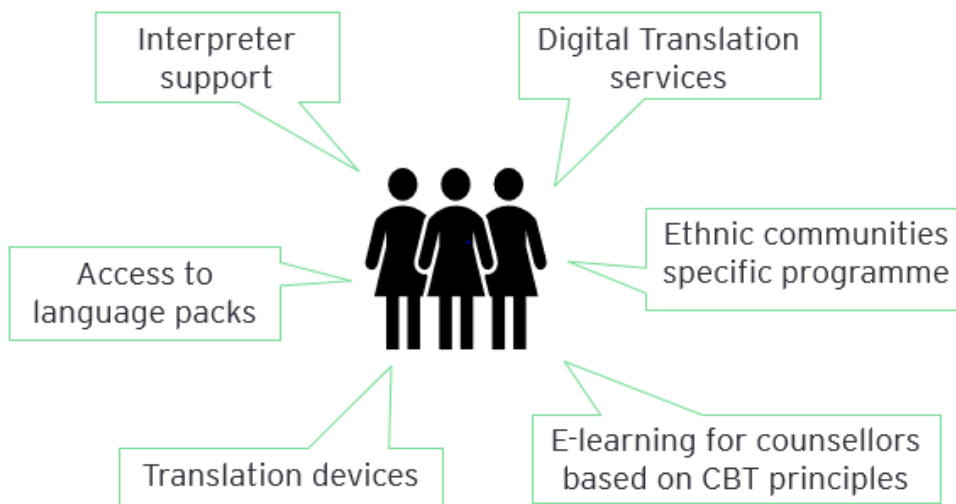 Interpreter
support
Digital Translation
services
Access to
language packs
Ethnic communities
specific programme
Translation devices
E-learning for counsellors
based on CBT principles